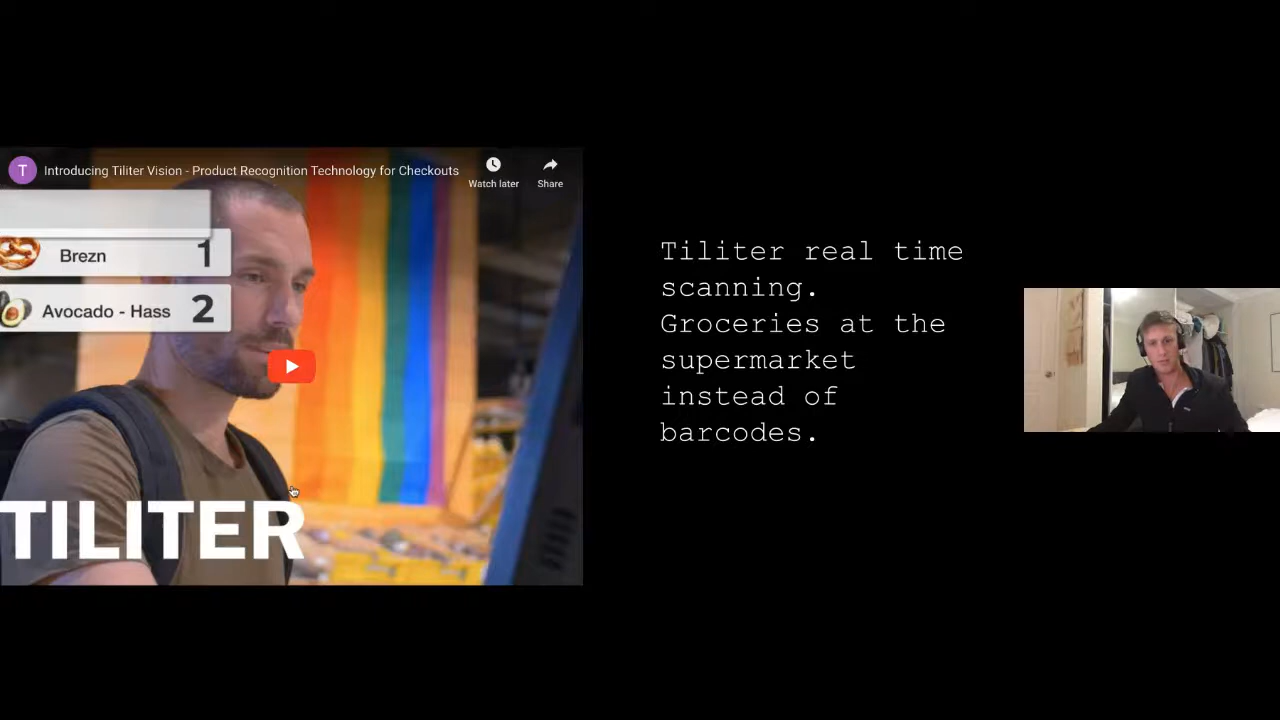 T
Introducing Tiliter Vision - Product Recognition Technology for Checkouts
Watch later
Share
Brezn 1
Avocado - Hass 2
TILITER
Tiliter real time
scanning.
Groceries at the
supermarket
instead of
barcodes.